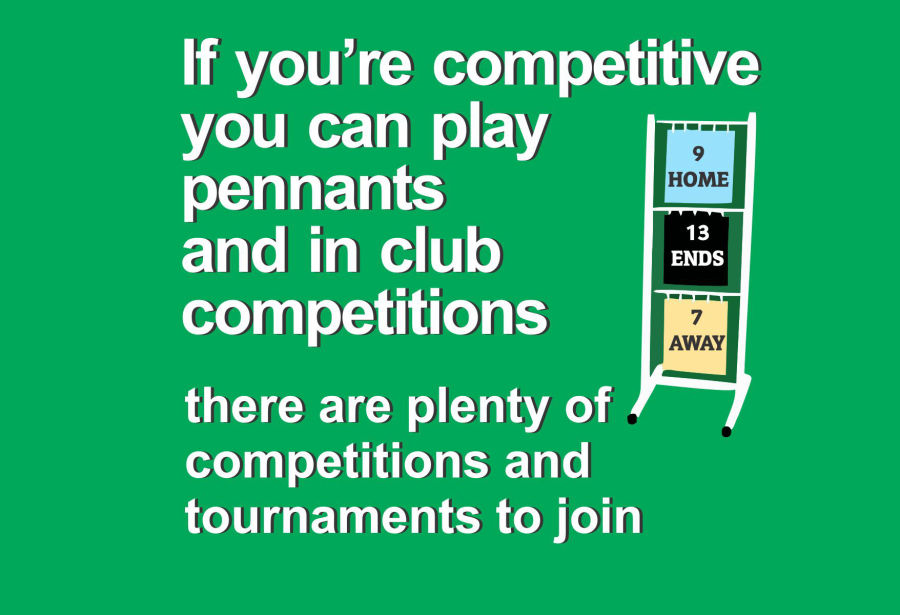 If you're competitive
you can play
pennants
and in club
competitions
there are plenty of
competitions and
tournaments to join
9
HOME
13
ENDS
7
AWAY